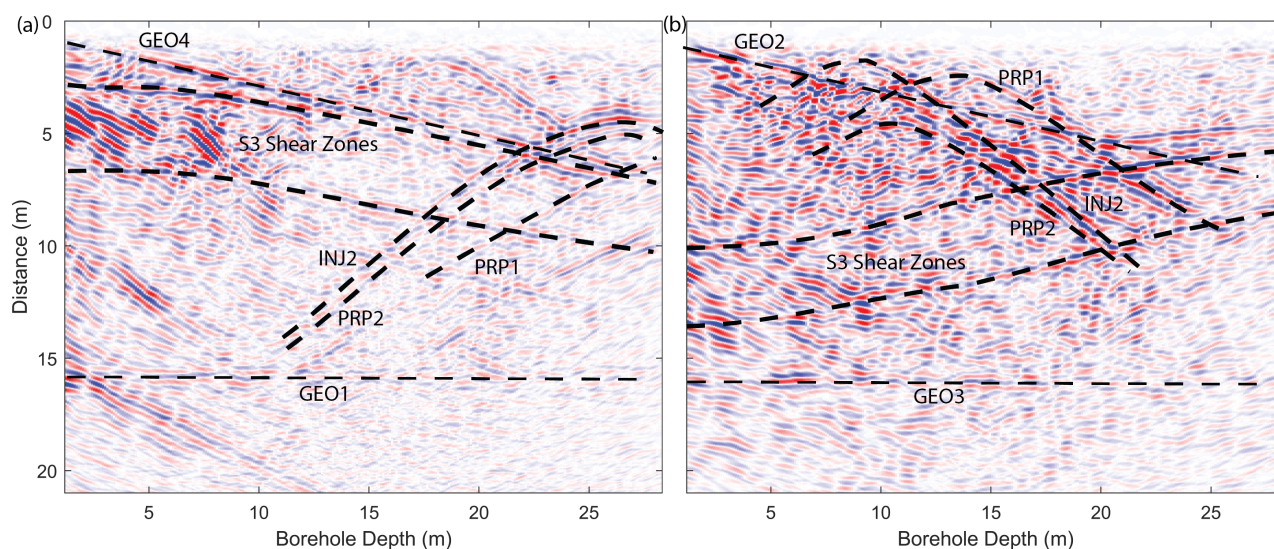 (a)
GEO4
S3 Shear Zones
INJ2
PRP1
PRP2
GEO1
0
5
10
15
20
Distance (m)
5
10
15
20
25
Borehole Depth (m)
(b)
GEO2
PRP1
INJ2
PRP2
S3 Shear Zones
GEO3
5
10
15
20
25
Borehole Depth (m)